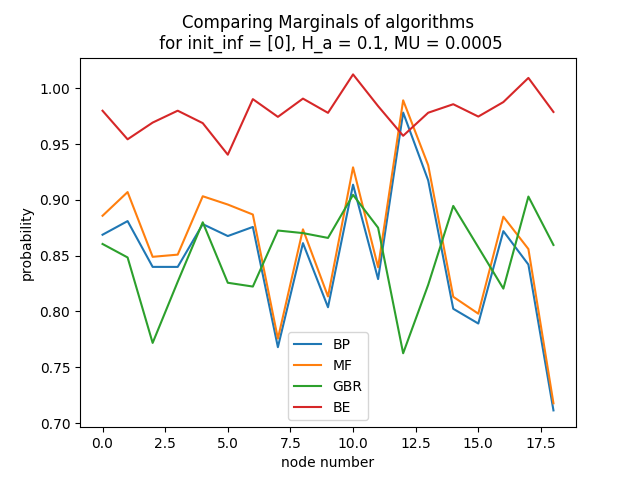 Comparing Marginals of algorithms
for init_inf = [0], H_a = 0.1, MU = 0.0005
probability
1.00
0.95
0.90
0.85
0.80
0.75
0.70
BP
MF
GBR
BE
0.0 2.5 5.0 7.5 10.0 12.5 15.0 17.5
node number